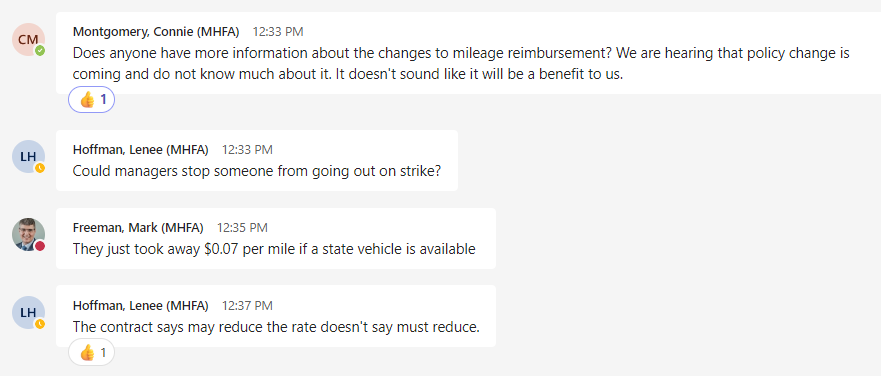 CM
Montgomery, Connie (MHFA) 12:33 PM
Does anyone have more information about the changes to mileage reimbursement? We are hearing that policy change is
coming and do not know much about it. It doesn't sound like it will be a benefit to us.
👍 1
LH
Hoffman, Lenee (MHFA) 12:33 PM
Could managers stop someone from going out on strike?
Freeman, Mark (MHFA) 12:35 PM
They just took away $0.07 per mile if a state vehicle is available
LH
Hoffman, Lenee (MHFA) 12:37 PM
The contract says may reduce the rate doesn't say must reduce.
👍 1